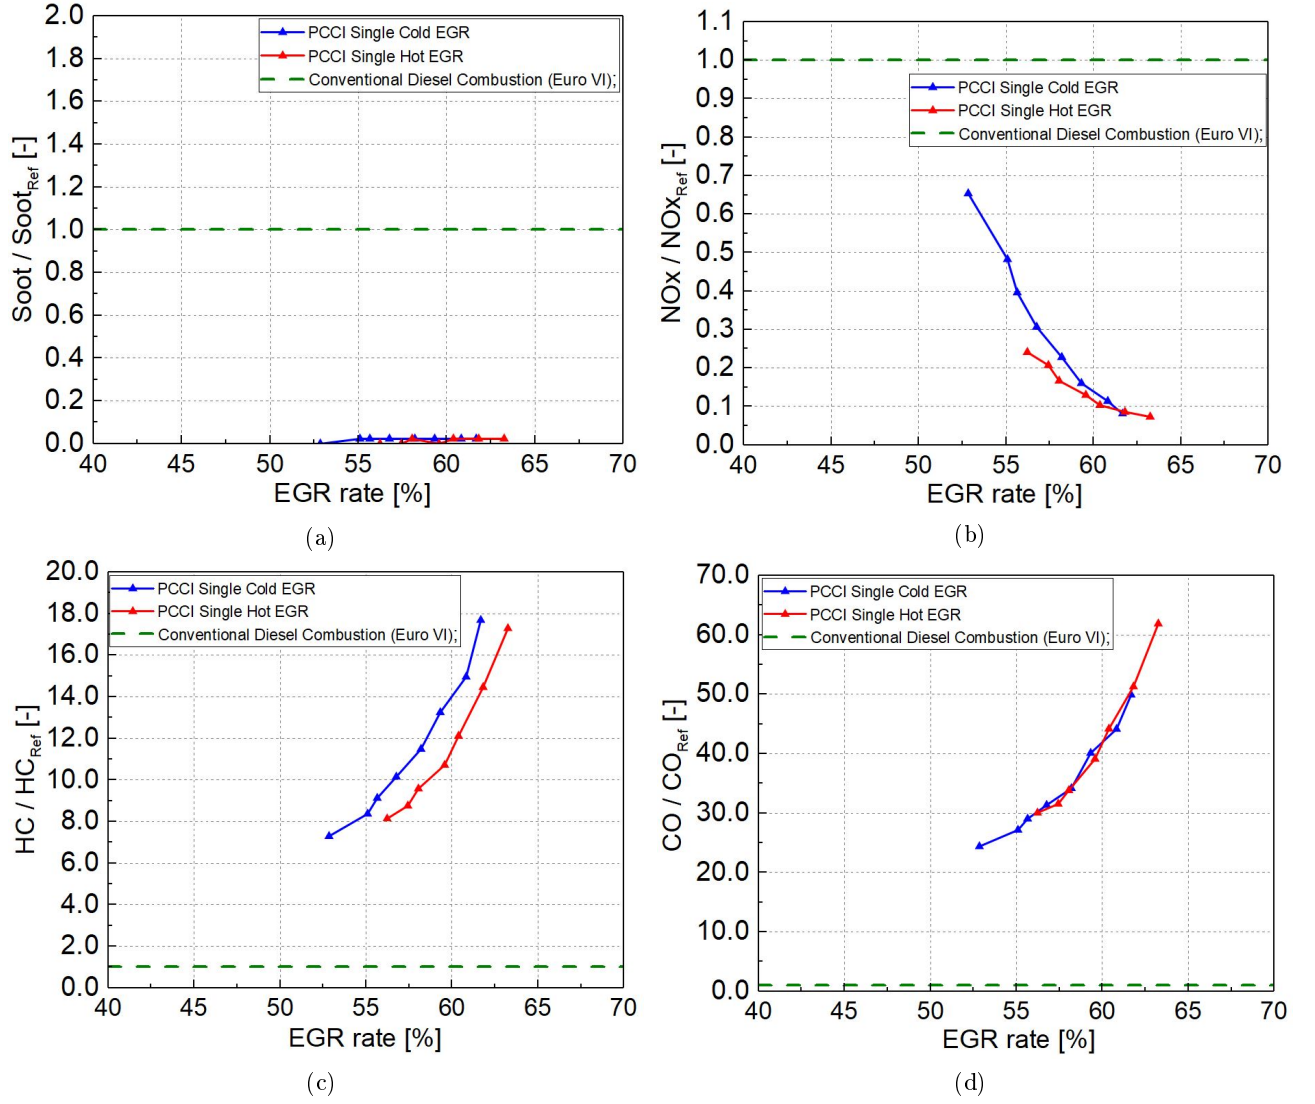 2.0
1.8
1.6
1.4
1.2
1.0
0.8
0.6
0.4
0.2
0.0
Soot / Soot_Ref [-]
PCCI Single Cold EGR
PCCI Single Hot EGR
Conventional Diesel Combustion (Euro VI);
40 45 50 55 60 65 70
EGR rate [%]
(a)
1.1
1.0
0.9
0.8
0.7
0.6
0.5
0.4
0.3
0.2
0.1
0.0
NOx / NOx_Ref [-]
PCCI Single Cold EGR
PCCI Single Hot EGR
Conventional Diesel Combustion (Euro VI);
40 45 50 55 60 65 70
EGR rate [%]
(b)
20.0
18.0
16.0
14.0
12.0
10.0
8.0
6.0
4.0
2.0
0.0
HC / HC_Ref [-]
PCCI Single Cold EGR
PCCI Single Hot EGR
Conventional Diesel Combustion (Euro VI);
40 45 50 55 60 65 70
EGR rate [%]
(c)
70.0
60.0
50.0
40.0
30.0
20.0
10.0
0.0
CO / CO_Ref [-]
PCCI Single Cold EGR
PCCI Single Hot EGR
Conventional Diesel Combustion (Euro VI);
40 45 50 55 60 65 70
EGR rate [%]
(d)